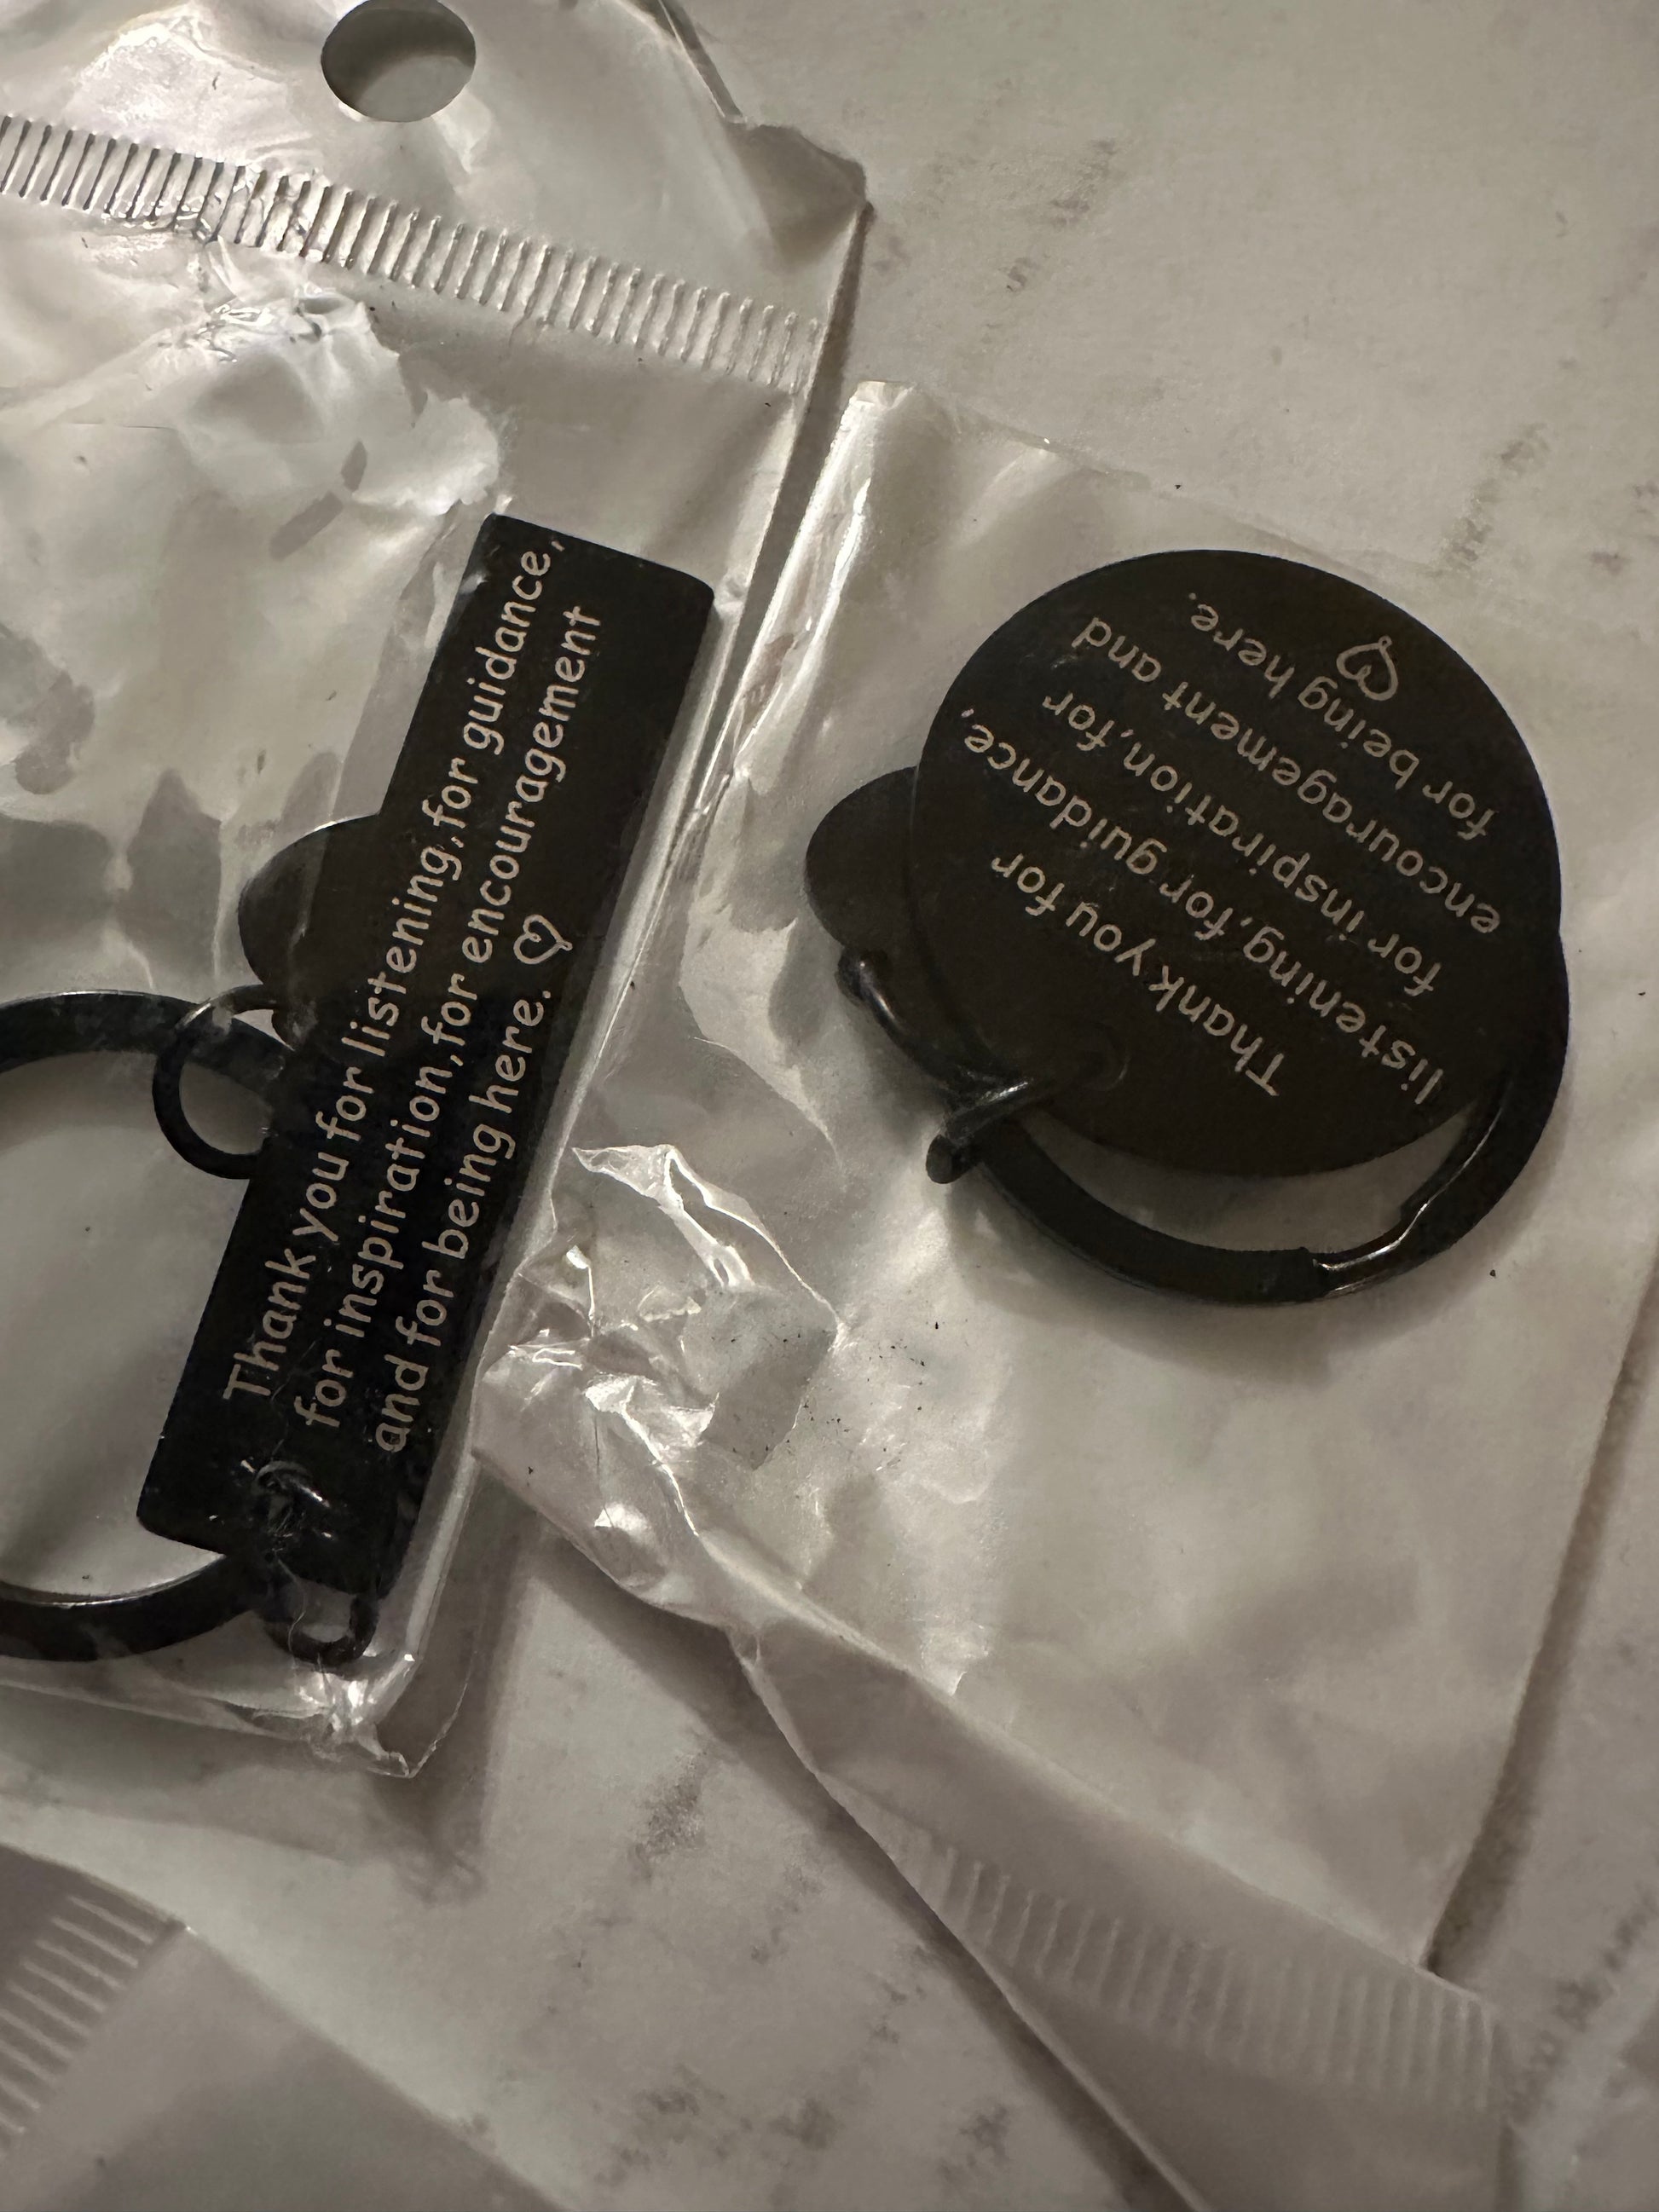 Thank you for listening,for guidance,
for inspiration,for encouragement
and for being here. ♡
Thank you for
listening,for guidance,
for inspiration,for
encouragement and
for being here.
♡